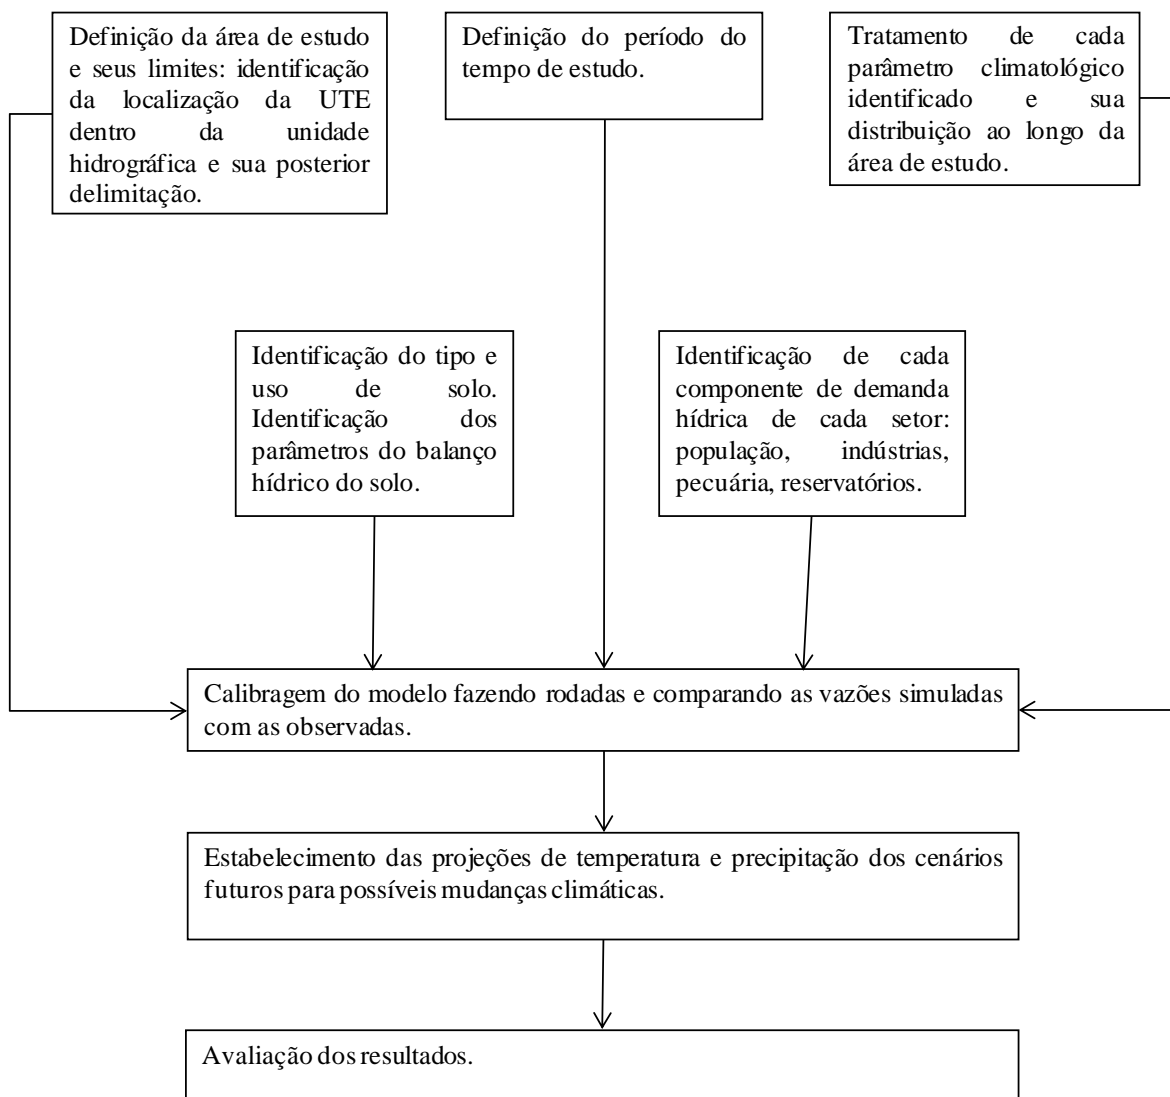 Definição da área de estudo
e seus limites: identificação
da localização da UTE
dentro da unidade
hidrográfica e sua posterior
delimitação.
Definição do período do
tempo de estudo.
Tratamento de cada
parâmetro climatológico
identificado e sua
distribuição ao longo da
área de estudo.
Identificação do tipo e
uso de solo.
Identificação dos
parâmetros do balanço
hídrico do solo.
Identificação de cada
componente de demanda
hídrica de cada setor:
população, indústrias,
pecuária, reservatórios.
Calibragem do modelo fazendo rodadas e comparando as vazões simuladas
com as observadas.
Estabelecimento das projeções de temperatura e precipitação dos cenários
futuros para possíveis mudanças climáticas.
Avaliação dos resultados.